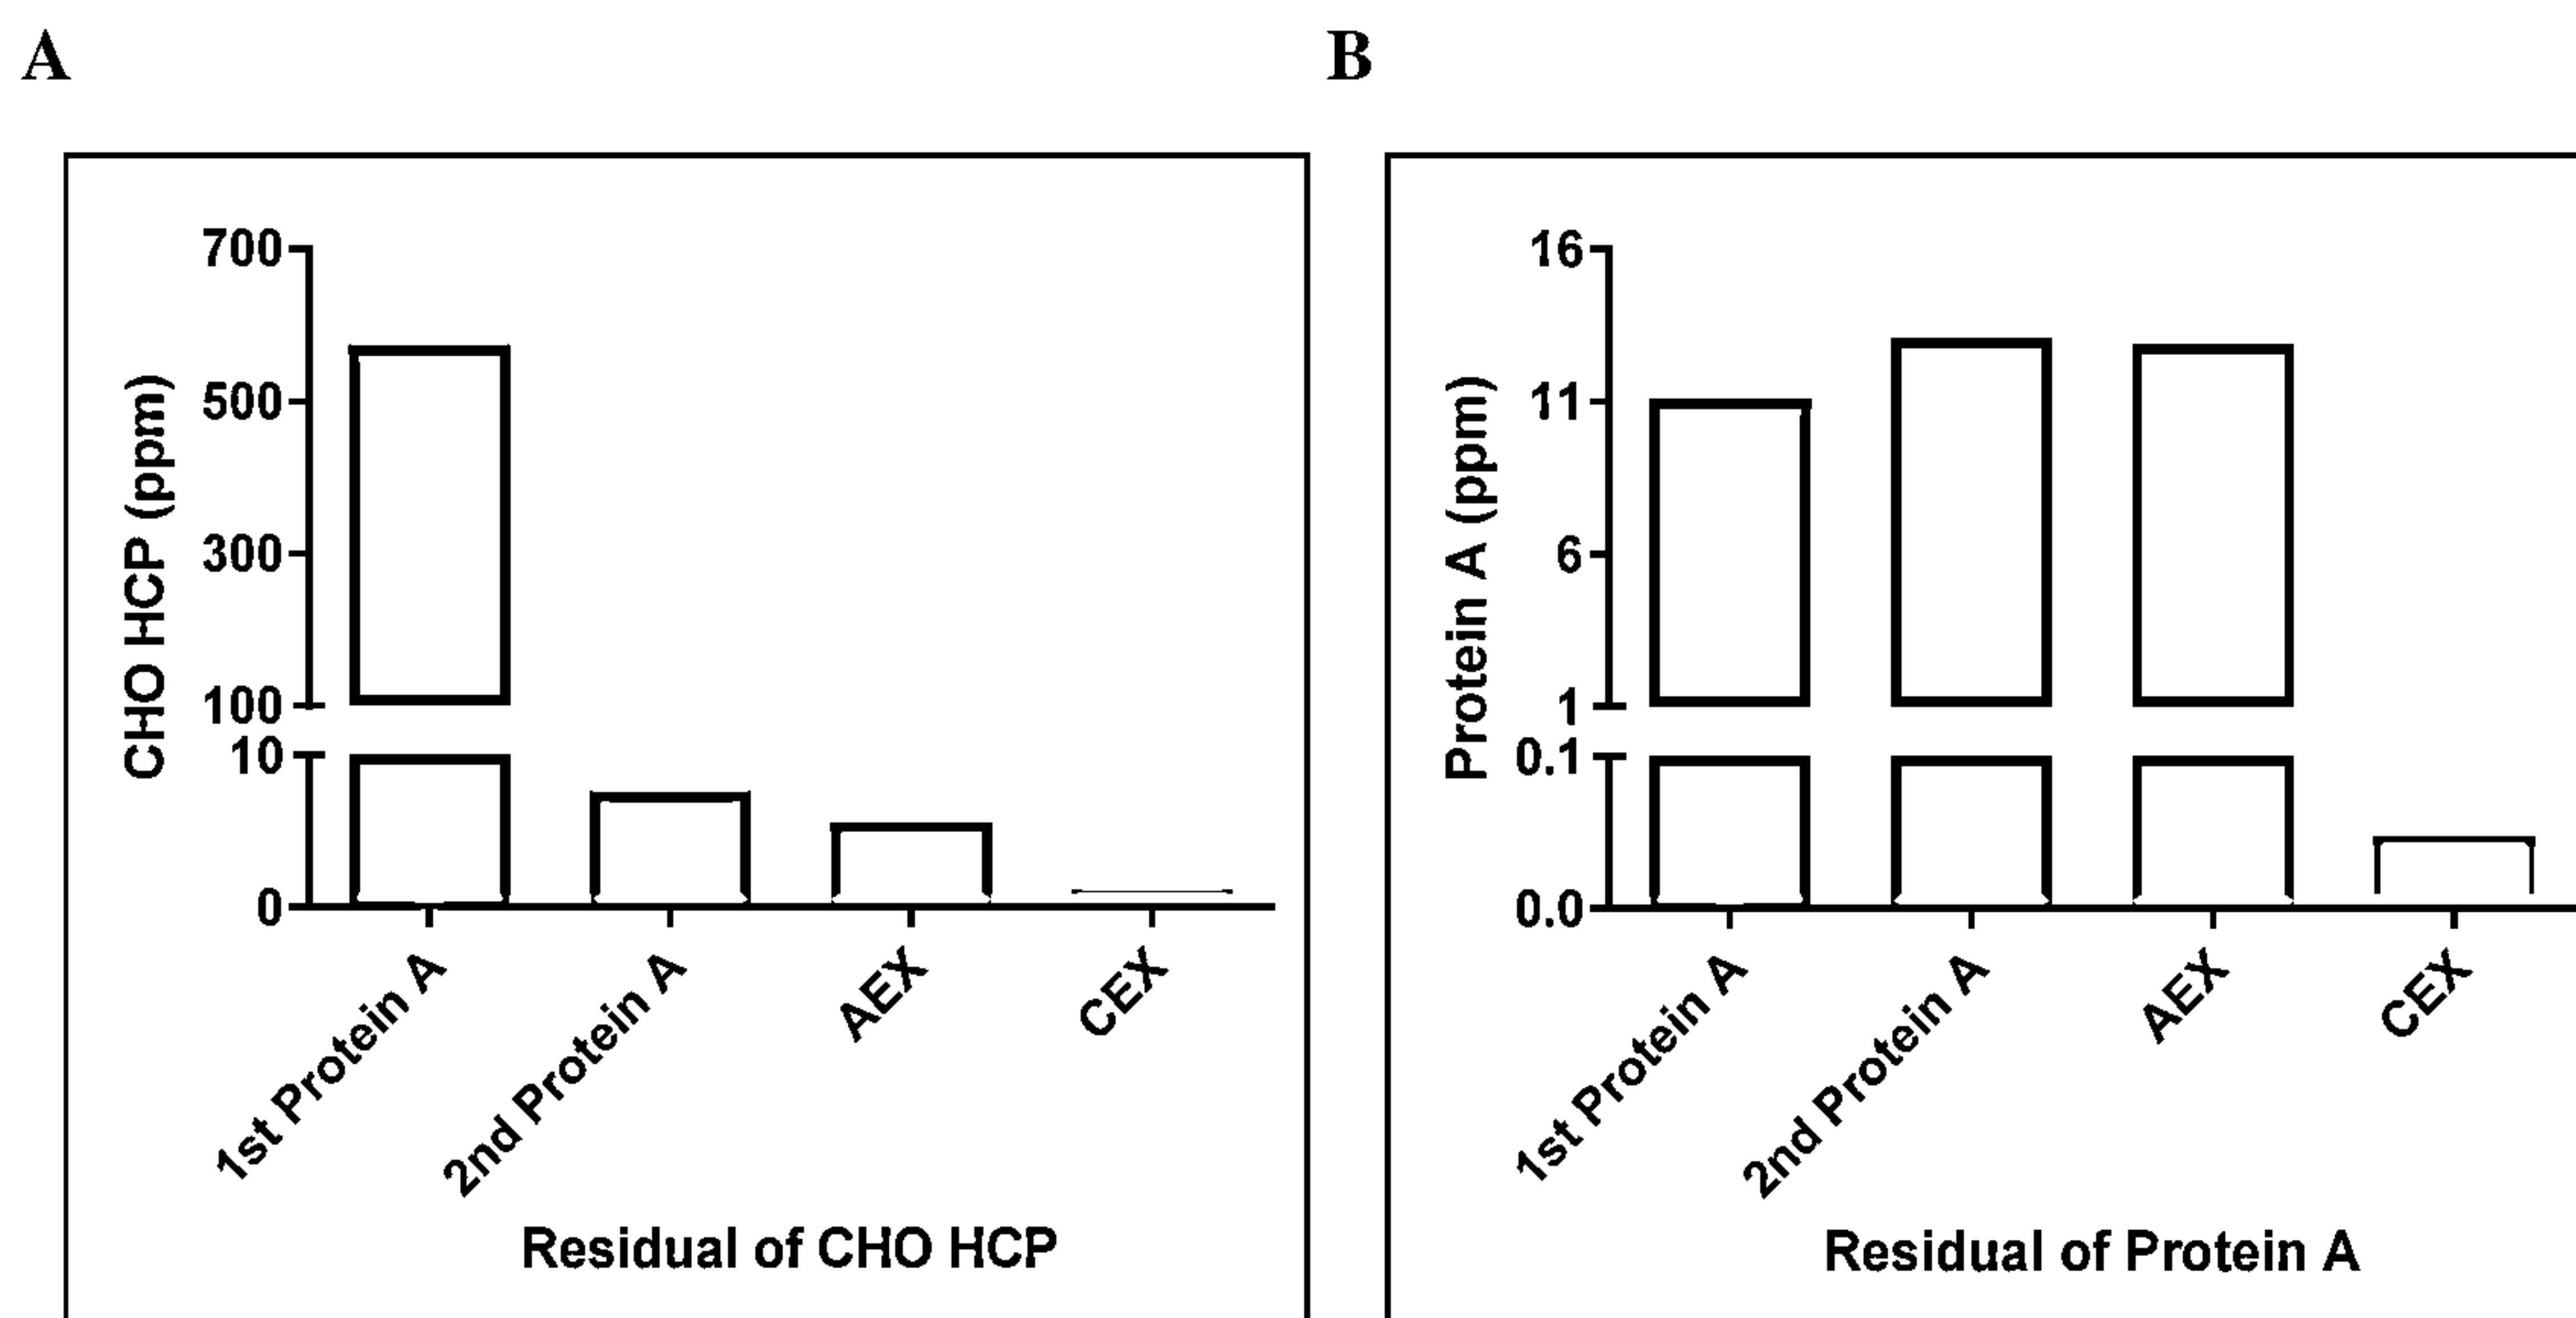 A
700
500
300
100
10
0
CHO HCP (ppm)
1st Protein A
2nd Protein A
AEX
CEX
Residual of CHO HCP
B
16
11
6
1
0.1
0.0
Protein A (ppm)
1st Protein A
2nd Protein A
AEX
CEX
Residual of Protein A